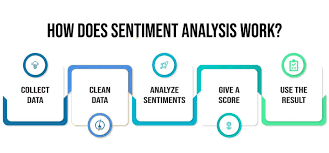 HOW DOES SENTIMENT ANALYSIS WORK?
COLLECT
DATA
CLEAN
DATA
ANALYZE
SENTIMENTS
GIVE A
SCORE
USE THE
RESULT